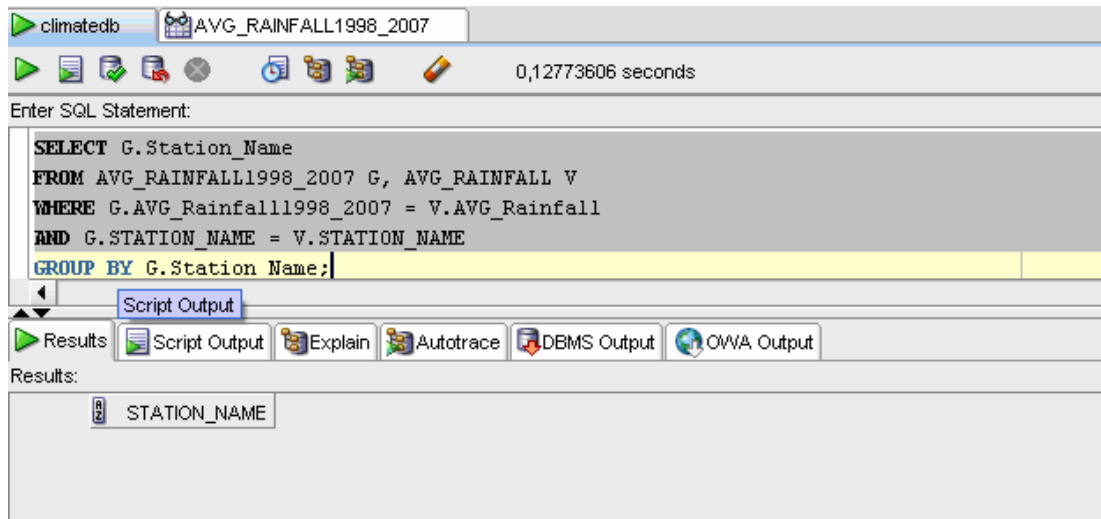 climatedb AVG_RAINFALL1998_2007
0,12773606 seconds
Enter SQL Statement:
SELECT G.Station_Name
FROM AVG_RAINFALL1998_2007 G, AVG_RAINFALL V
WHERE G.AVG_Rainfall1998_2007 = V.AVG_Rainfall
AND G.STATION_NAME = V.STATION_NAME
GROUP BY G.Station_Name;
Script Output
Results Script Output Explain Autotrace DBMS Output OWA Output
Results:
STATION_NAME